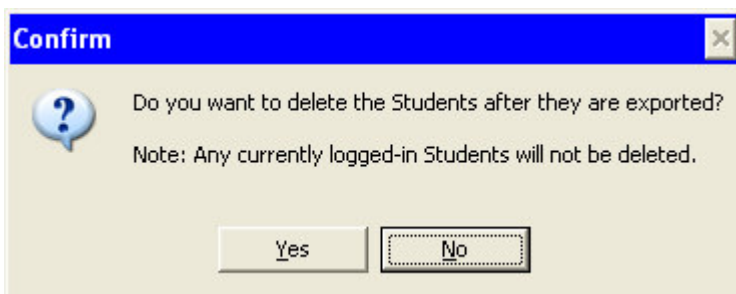 Confirm
Do you want to delete the Students after they are exported?
Note: Any currently logged-in Students will not be deleted.
Yes No